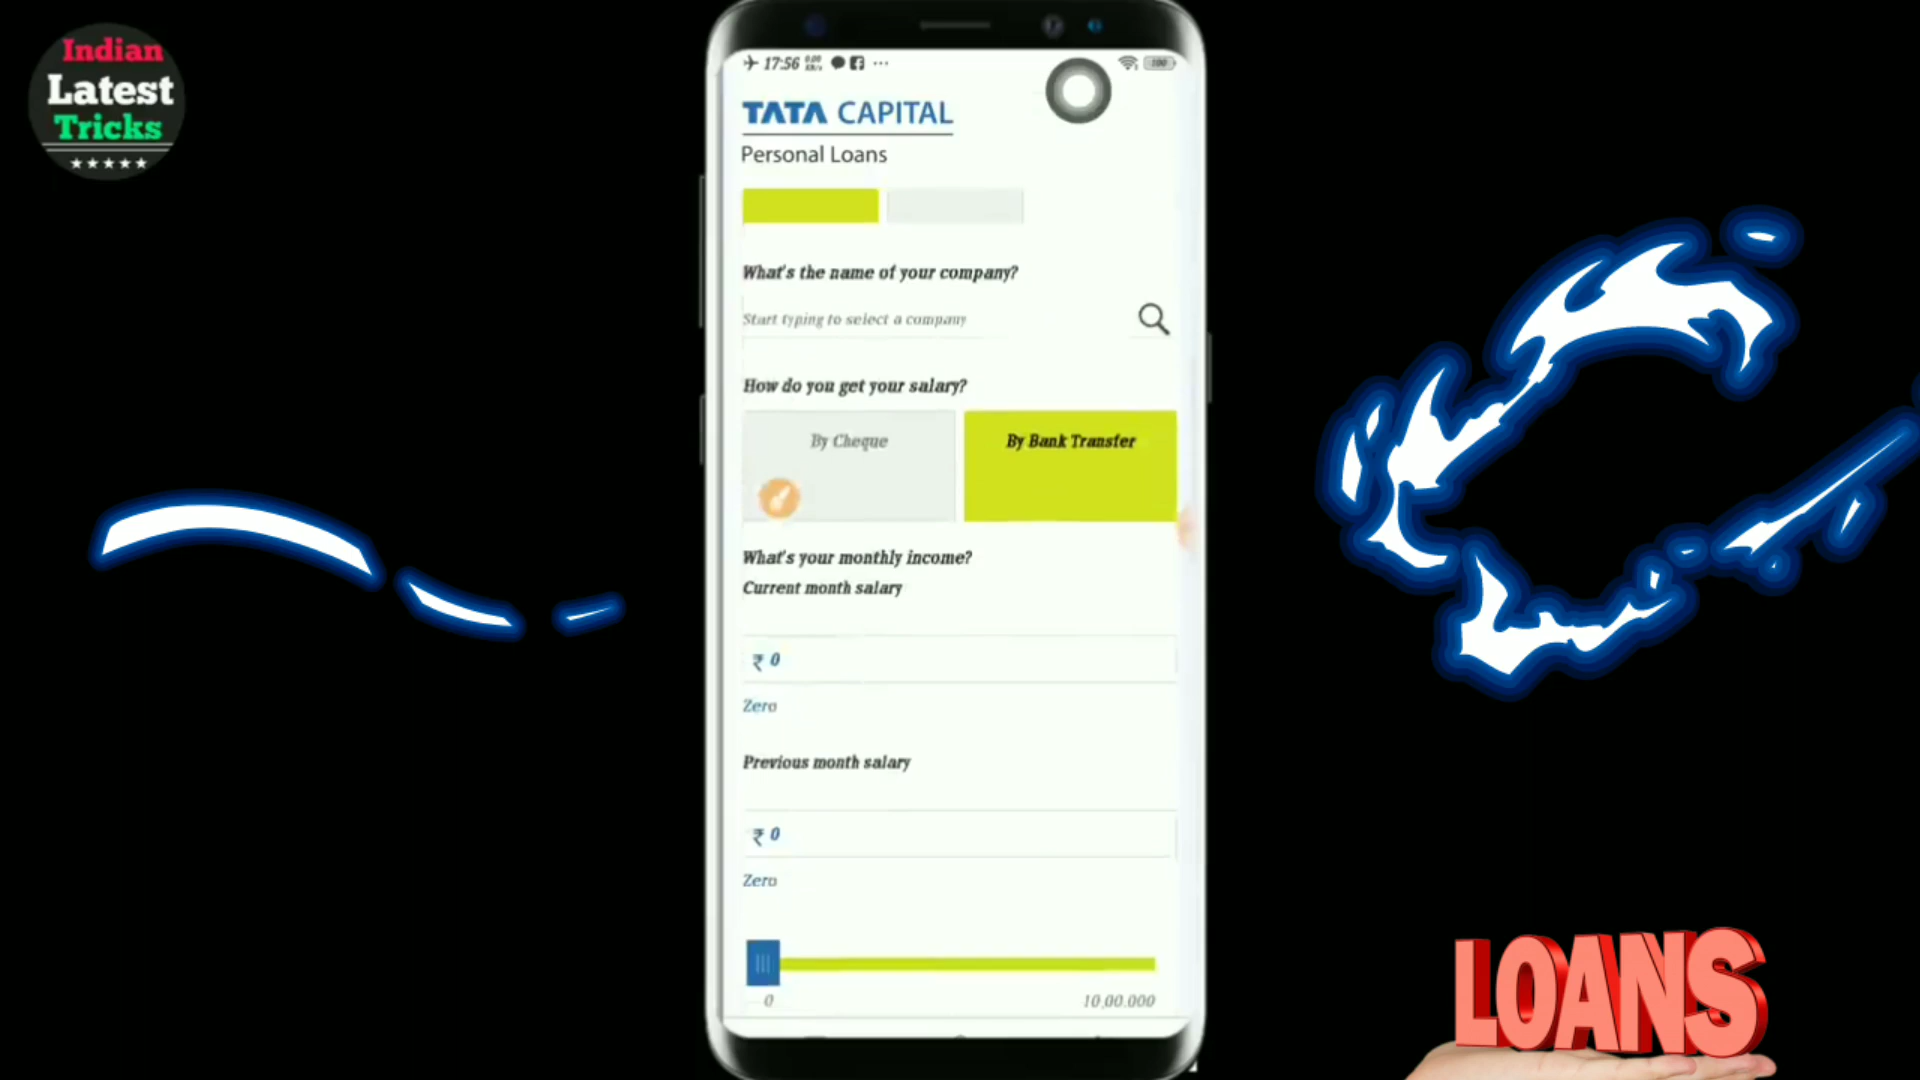 Indian
Latest
Tricks
17:56
100
TATA CAPITAL
Personal Loans
What's the name of your company?
Start typing to select a company
How do you get your salary?
By Cheque
By Bank Transfer
What's your monthly income?
Current month salary
₹ 0
Zero
Previous month salary
₹ 0
Zero
0
10,00,000
LOANS